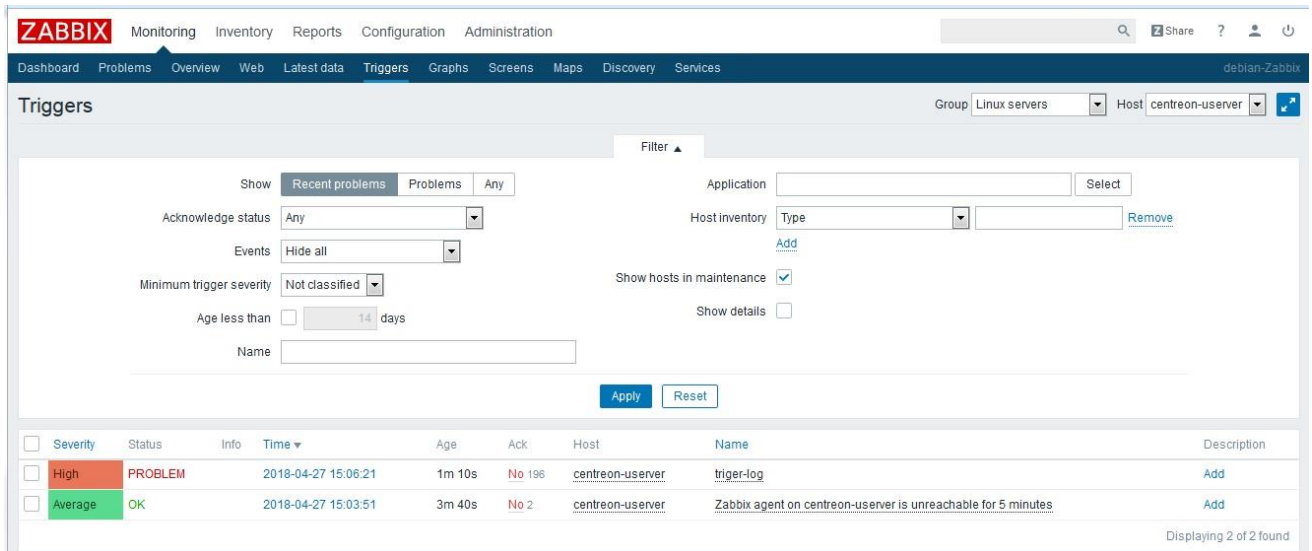 ZABBIX Monitoring Inventory Reports Configuration Administration Z Share ?
Dashboard Problems Overview Web Latest data Triggers Graphs Screens Maps Discovery Services debian-Zabbix
Triggers Group Linux servers Host centreon-userver
Filter ▲
Show Recent problems Problems Any Application Select
Acknowledge status Any Host inventory Type Remove
Add
Events Hide all
Show hosts in maintenance
Minimum trigger severity Not classified
Show details
Age less than 14 days
Name
Apply Reset
Severity Status Info Time ▼ Age Ack Host Name Description
High PROBLEM 2018-04-27 15:06:21 1m 10s No 196 centreon-userver triger-log Add
Average OK 2018-04-27 15:03:51 3m 40s No 2 centreon-userver Zabbix agent on centreon-userver is unreachable for 5 minutes Add
Displaying 2 of 2 found